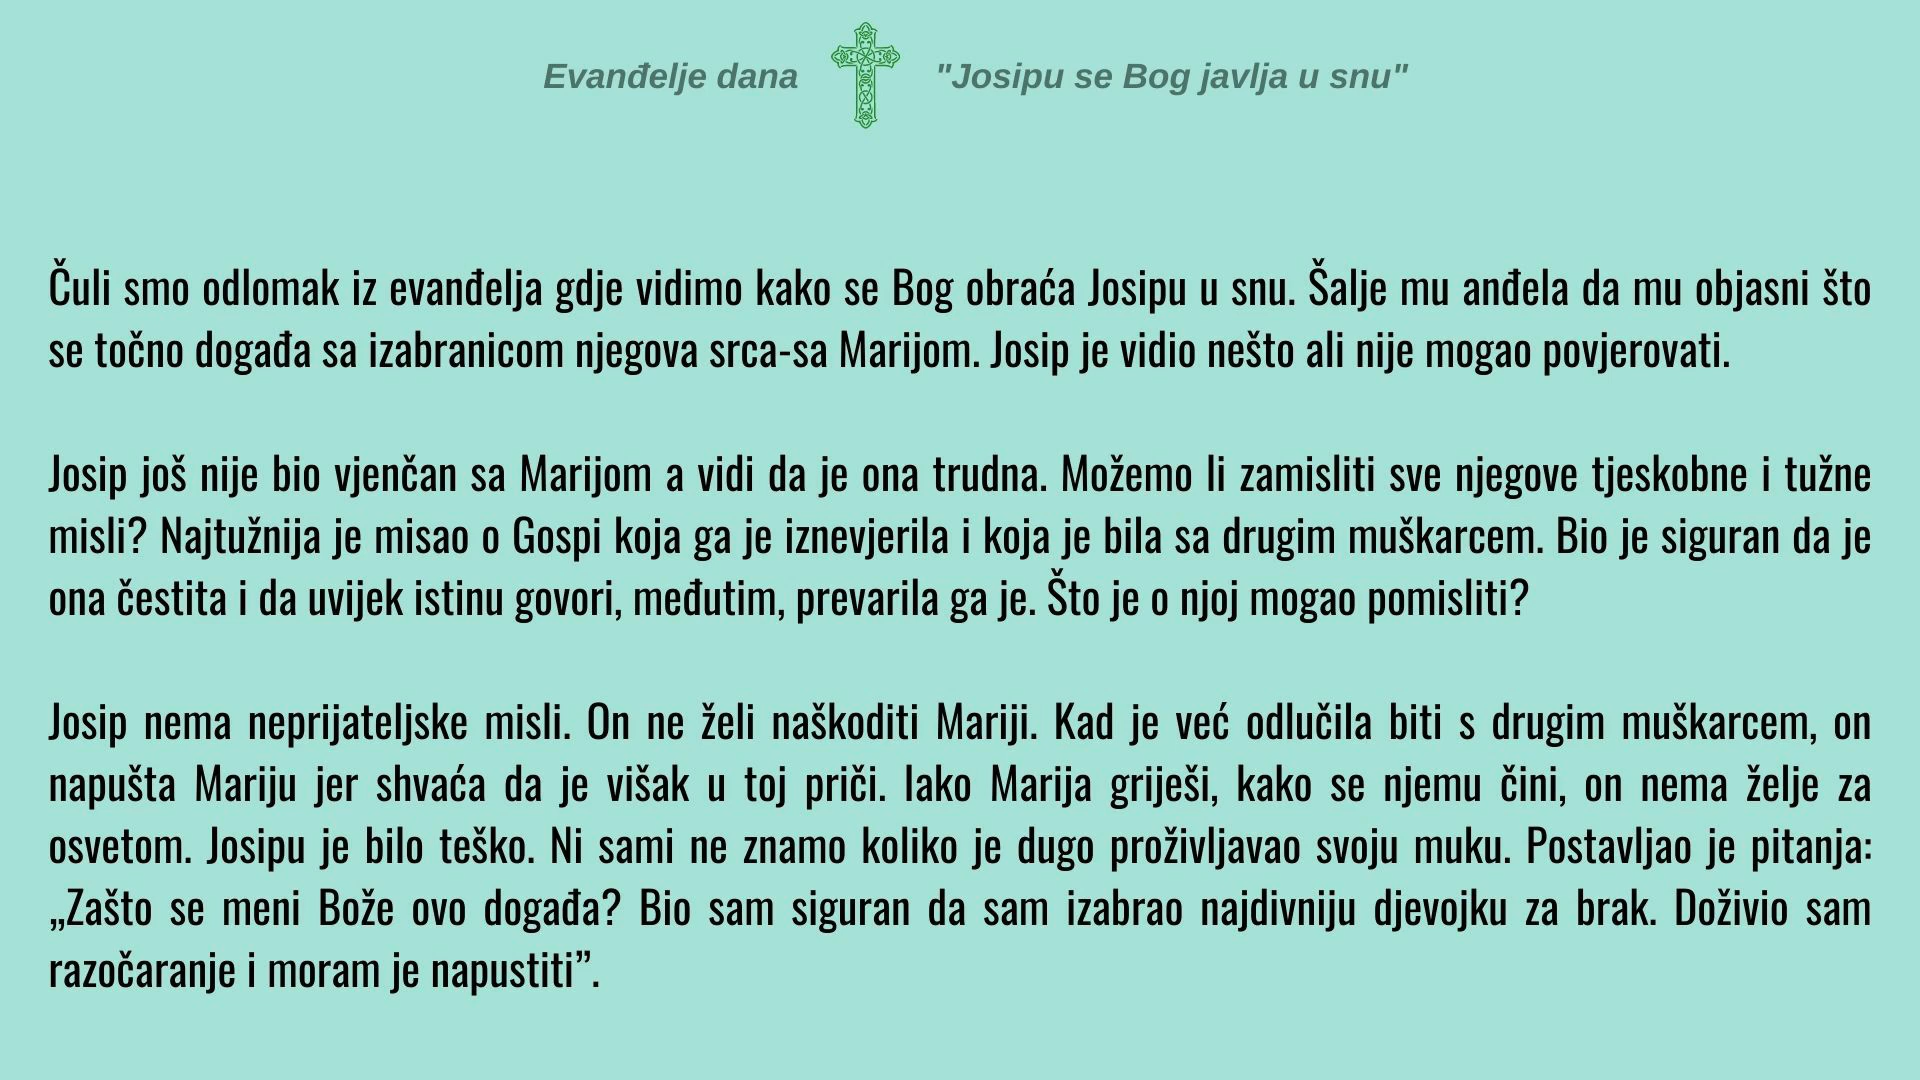 Evanđelje dana "Josipu se Bog javlja u snu"
Čuli smo odlomak iz evanđelja gdje vidimo kako se Bog obraća Josipu u snu. Šalje mu anđela da mu objasni što
se točno događa sa izabranicom njegova srca-sa Marijom. Josip je vidio nešto ali nije mogao povjerovati.
Josip još nije bio vjenčan sa Marijom a vidi da je ona trudna. Možemo li zamisliti sve njegove tjeskobne i tužne
misli? Najtužnija je misao o Gospi koja ga je iznevjerila i koja je bila sa drugim muškarcem. Bio je siguran da je
ona čestita i da uvijek istinu govori, međutim, prevarila ga je. Što je o njoj mogao pomisliti?
Josip nema neprijateljske misli. On ne želi naškoditi Mariji. Kad je već odlučila biti s drugim muškarcem, on
napušta Mariju jer shvaća da je višak u toj priči. Iako Marija griješi, kako se njemu čini, on nema želje za
osvetom. Josipu je bilo teško. Ni sami ne znamo koliko je dugo proživljavao svoju muku. Postavljao je pitanja:
„Zašto se meni Bože ovo događa? Bio sam siguran da sam izabrao najdivniju djevojku za brak. Doživio sam
razočaranje i moram je napustiti”.